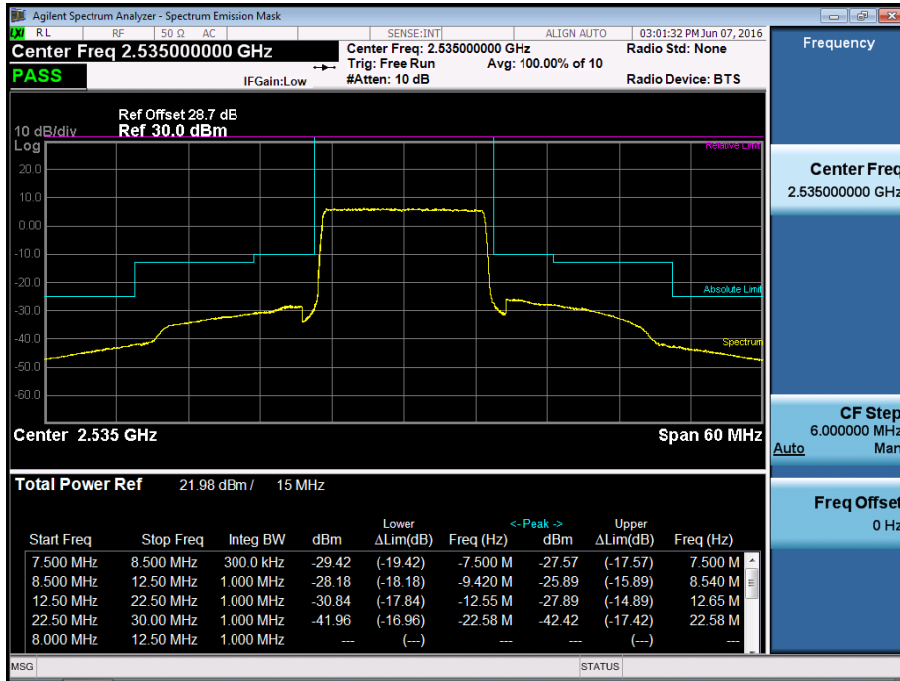 Agilent Spectrum Analyzer - Spectrum Emission Mask
LXI RL RF 50 Ω AC SENSE:INT ALIGN AUTO 03:01:32 PM Jun 07, 2016
Center Freq 2.535000000 GHz
Center Freq: 2.535000000 GHz Radio Std: None
Trig: Free Run Avg: 100.00% of 10
PASS IFGain:Low #Atten: 10 dB Radio Device: BTS
Ref Offset 28.7 dB
10 dB/div Ref 30.0 dBm
Log
Relative Limit
20.0
10.0
0.00
-10.0
-20.0
Absolute Limit
-30.0
-40.0
Spectrum
-50.0
-60.0
Center 2.535 GHz Span 60 MHz
Total Power Ref 21.98 dBm / 15 MHz
Lower <- Peak -> Upper
Start Freq Stop Freq Integ BW dBm ΔLim(dB) Freq (Hz) dBm ΔLim(dB) Freq (Hz)
7.500 MHz 8.500 MHz 300.0 kHz -29.42 (-19.42) -7.500 M -27.57 (-17.57) 7.500 M
8.500 MHz 12.50 MHz 1.000 MHz -28.18 (-18.18) -9.420 M -25.89 (-15.89) 8.540 M
12.50 MHz 22.50 MHz 1.000 MHz -30.84 (-17.84) -12.55 M -27.89 (-14.89) 12.65 M
22.50 MHz 30.00 MHz 1.000 MHz -41.96 (-16.96) -22.58 M -42.42 (-17.42) 22.58 M
8.000 MHz 12.50 MHz 1.000 MHz --- (---) --- --- (---) ---
MSG STATUS
Frequency
Center Freq
2.535000000 GHz
CF Step
6.000000 MHz
Auto Man
Freq Offset
0 Hz